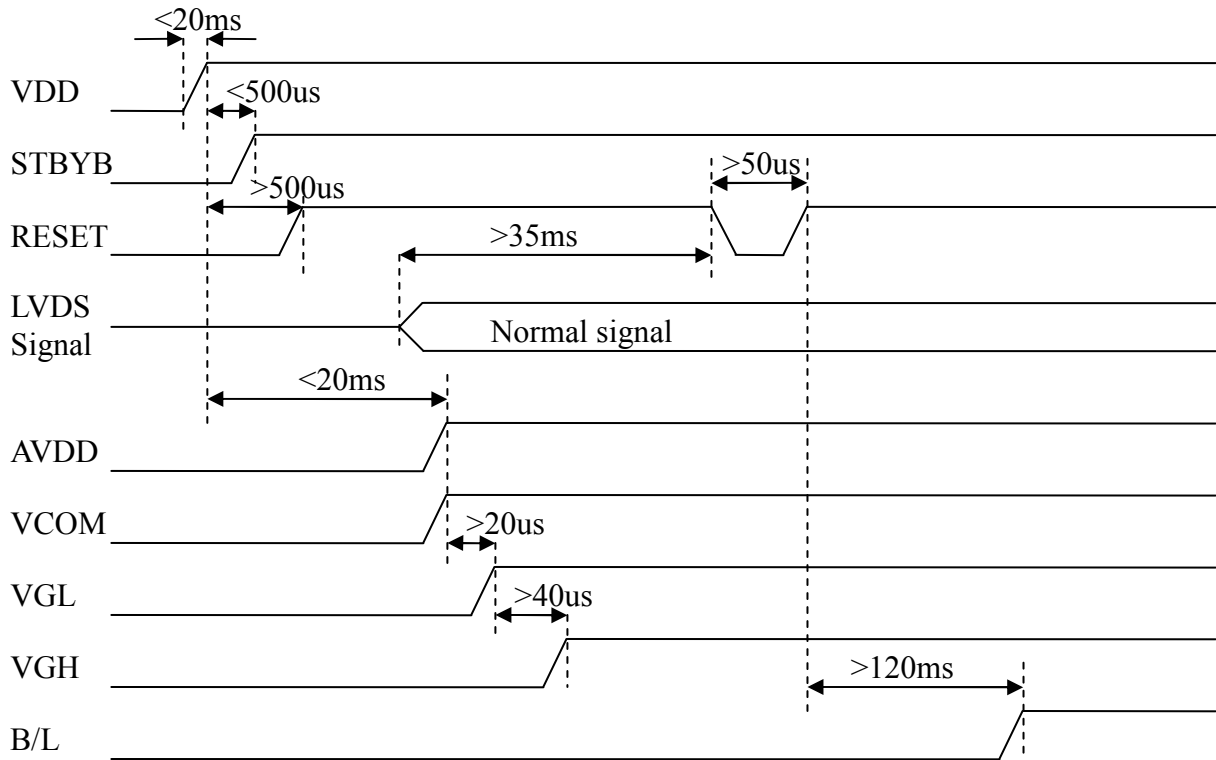 <20ms
VDD
<500us
STBYB
>500us
>50us
RESET
>35ms
LVDS
Signal
Normal signal
<20ms
AVDD
VCOM
>20us
VGL
>40us
VGH
>120ms
B/L